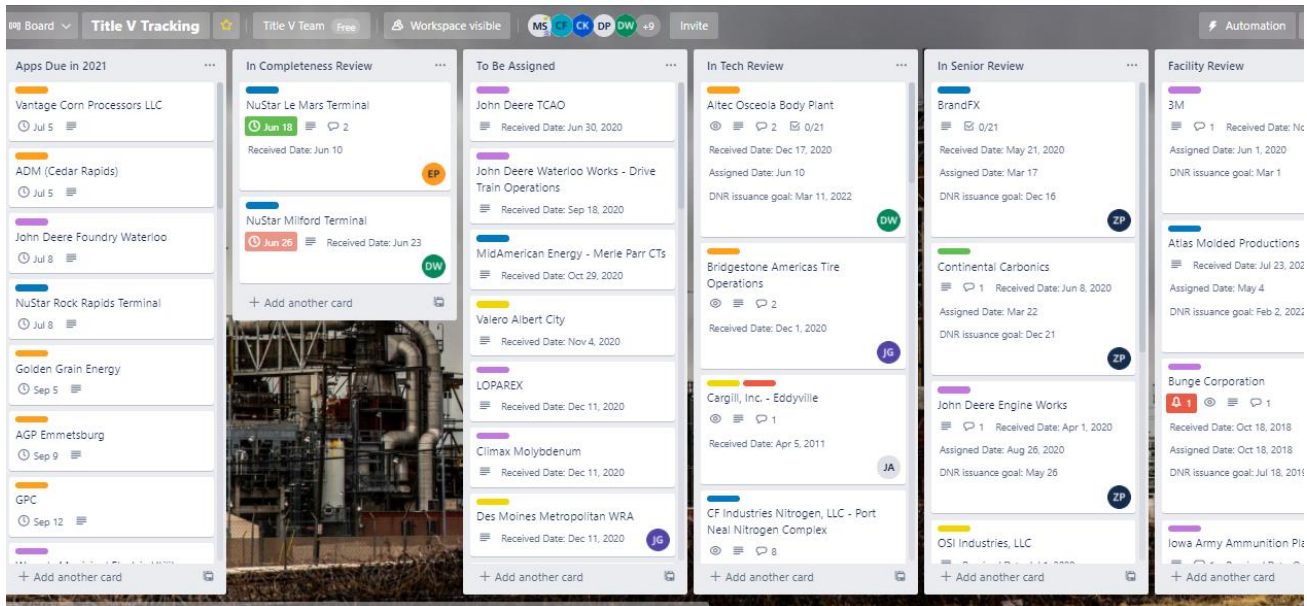 Board
Title V Tracking
Title V Team Free
Workspace visible
MS CF CK DP DW +9
Invite
Automation
Apps Due in 2021
Vantage Corn Processors LLC
Jul 5
ADM (Cedar Rapids)
Jul 5
John Deere Foundry Waterloo
Jul 8
NuStar Rock Rapids Terminal
Jul 8
Golden Grain Energy
Sep 5
AGP Emmetsburg
Sep 9
GPC
Sep 12
+ Add another card
In Completeness Review
NuStar Le Mars Terminal
Jun 18 2
Received Date: Jun 10
EP
NuStar Milford Terminal
Jun 26 Received Date: Jun 23
DW
+ Add another card
To Be Assigned
John Deere TCAO
Received Date: Jun 30, 2020
John Deere Waterloo Works - Drive
Train Operations
Received Date: Sep 18, 2020
MidAmerican Energy - Merle Parr CTs
Received Date: Oct 29, 2020
Valero Albert City
Received Date: Nov 4, 2020
LOPAREX
Received Date: Dec 11, 2020
Climax Molybdenum
Received Date: Dec 11, 2020
Des Moines Metropolitan WRA
Received Date: Dec 11, 2020
JG
+ Add another card
In Tech Review
Altec Osceola Body Plant
2 0/21
Received Date: Dec 17, 2020
Assigned Date: Jun 10
DNR issuance goal: Mar 11, 2022
DW
Bridgestone Americas Tire
Operations
2
Received Date: Dec 1, 2020
JG
Cargill, Inc. - Eddyville
1
Received Date: Apr 5, 2011
JA
CF Industries Nitrogen, LLC - Port
Neal Nitrogen Complex
8
+ Add another card
In Senior Review
BrandFX
0/21
Received Date: May 21, 2020
Assigned Date: Mar 17
DNR issuance goal: Dec 16
ZP
Continental Carbonics
1 Received Date: Jun 8, 2020
Assigned Date: Mar 22
DNR issuance goal: Dec 21
ZP
John Deere Engine Works
1 Received Date: Apr 1, 2020
Assigned Date: Aug 26, 2020
DNR issuance goal: May 26
ZP
OSI Industries, LLC
+ Add another card
Facility Review
3M
1 Received Date:
Assigned Date: Jun 1, 2020
DNR issuance goal: Mar 1
Atlas Molded Productions
Received Date: Jul 23,
Assigned Date: May 4
DNR issuance goal: Feb 2, 2022
Bunge Corporation
1 1
Received Date: Oct 18, 2018
Assigned Date: Oct 18, 2018
DNR issuance goal: Jul 18, 2019
Iowa Army Ammunition
+ Add another card